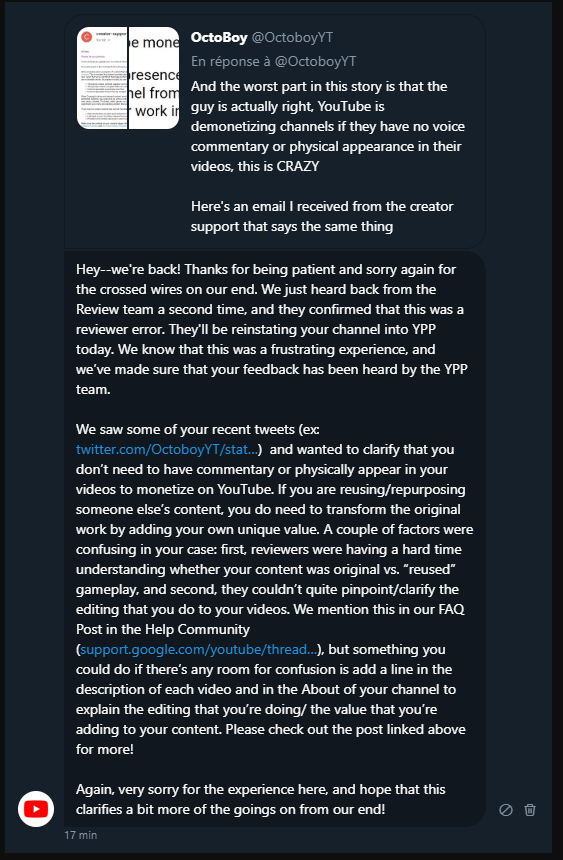 OctoBoy @OctoboyYT
En réponse à @OctoboyYT
And the worst part in this story is that the
guy is actually right, YouTube is
demonetizing channels if they have no voice
commentary or physical appearance in their
videos, this is CRAZY
Here's an email I received from the creator
support that says the same thing
e mone
resence
el from
work in
Hey--we're back! Thanks for being patient and sorry again for
the crossed wires on our end. We just heard back from the
Review team a second time, and they confirmed that this was a
reviewer error. They'll be reinstating your channel into YPP
today. We know that this was a frustrating experience, and
we've made sure that your feedback has been heard by the YPP
team.
We saw some of your recent tweets (ex:
twitter.com/OctoboyYT/stat...) and wanted to clarify that you
don't need to have commentary or physically appear in your
videos to monetize on YouTube. If you are reusing/repurposing
someone else's content, you do need to transform the original
work by adding your own unique value. A couple of factors were
confusing in your case: first, reviewers were having a hard time
understanding whether your content was original vs. “reused”
gameplay, and second, they couldn't quite pinpoint/clarify the
editing that you do to your videos. We mention this in our FAQ
Post in the Help Community
(support.google.com/youtube/thread...), but something you
could do if there's any room for confusion is add a line in the
description of each video and in the About of your channel to
explain the editing that you're doing/ the value that you're
adding to your content. Please check out the post linked above
for more!
Again, very sorry for the experience here, and hope that this
clarifies a bit more of the goings on from our end!
17 min